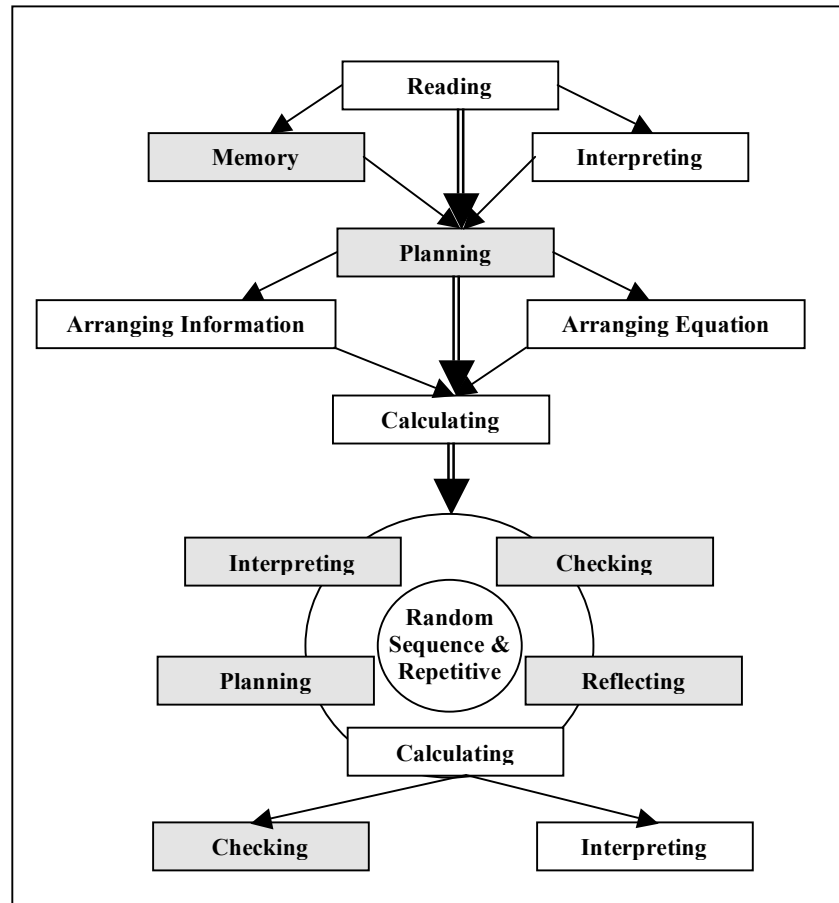 Reading
Memory
Interpreting
Planning
Arranging Information
Arranging Equation
Calculating
Interpreting
Checking
Random
Sequence &
Repetitive
Planning
Reflecting
Calculating
Checking
Interpreting